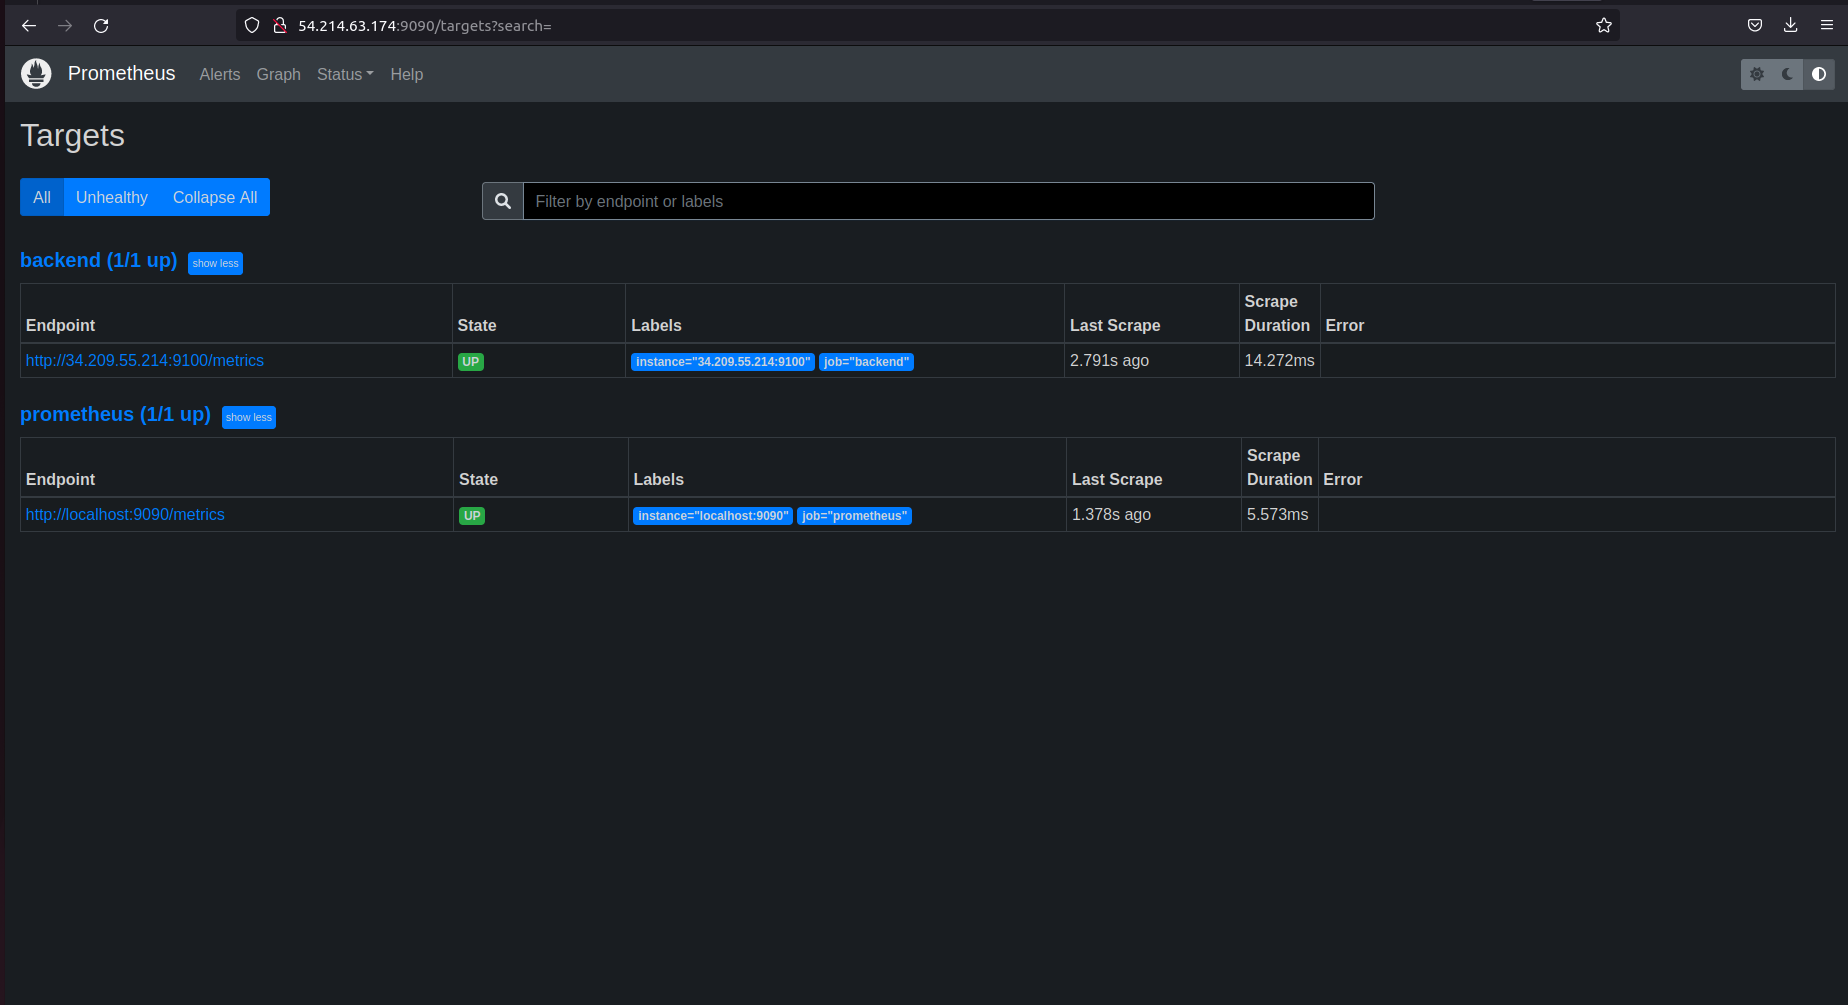 54.214.63.174:9090/targets?search=
Prometheus Alerts Graph Status Help
Targets
All Unhealthy Collapse All Filter by endpoint or labels
backend (1/1 up) show less
Endpoint State Labels Last Scrape Scrape Duration Error
http://34.209.55.214:9100/metrics UP instance="34.209.55.214:9100" job="backend" 2.791s ago 14.272ms
prometheus (1/1 up) show less
Endpoint State Labels Last Scrape Scrape Duration Error
http://localhost:9090/metrics UP instance="localhost:9090" job="prometheus" 1.378s ago 5.573ms